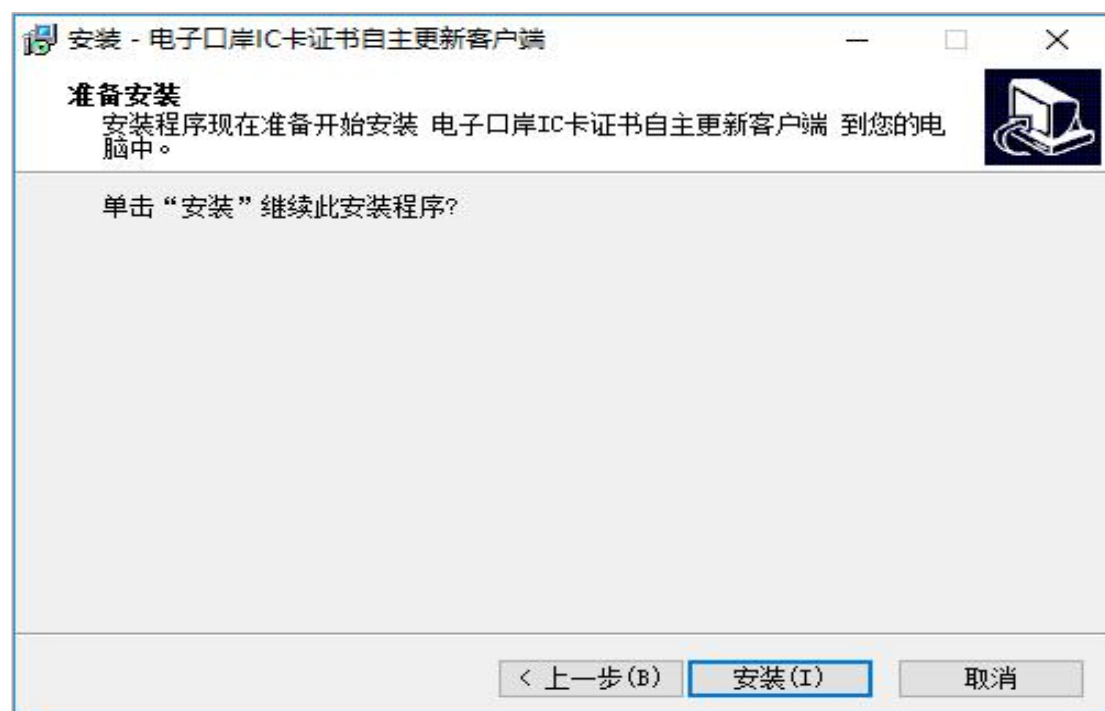 安装 - 电子口岸IC卡证书自主更新客户端
准备安装
安装程序现在准备开始安装 电子口岸IC卡证书自主更新客户端 到您的电
脑中。
单击“安装”继续此安装程序?
< 上一步(B)
安装(I)
取消